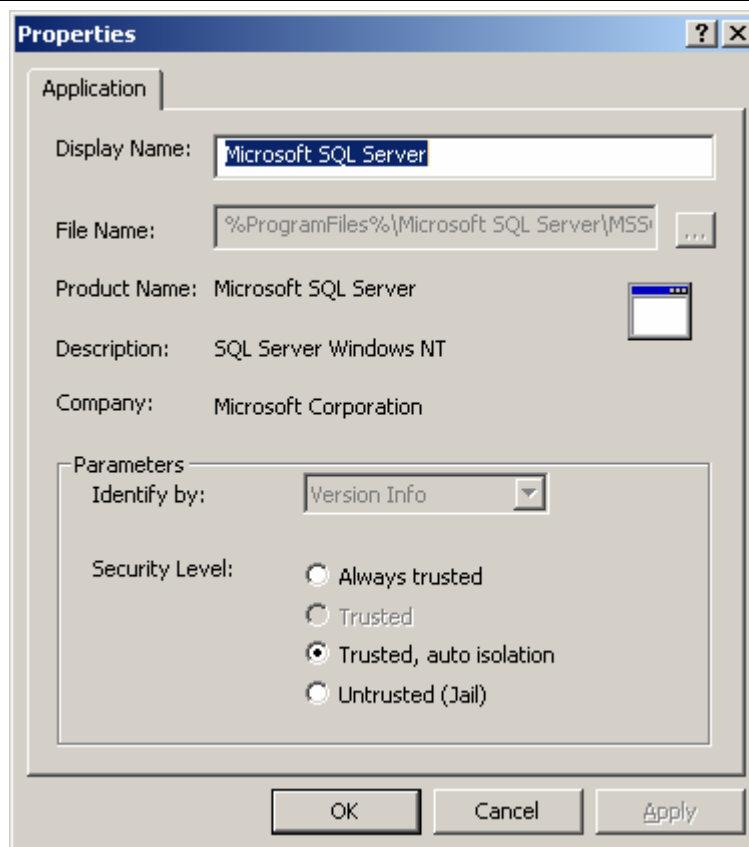 Properties
Application
Display Name: Microsoft SQL Server
File Name: %ProgramFiles%\Microsoft SQL Server\MSS ...
Product Name: Microsoft SQL Server
Description: SQL Server Windows NT
Company: Microsoft Corporation
Parameters
Identify by: Version Info
Security Level: Always trusted
Trusted
Trusted, auto isolation
Untrusted (Jail)
OK Cancel Apply